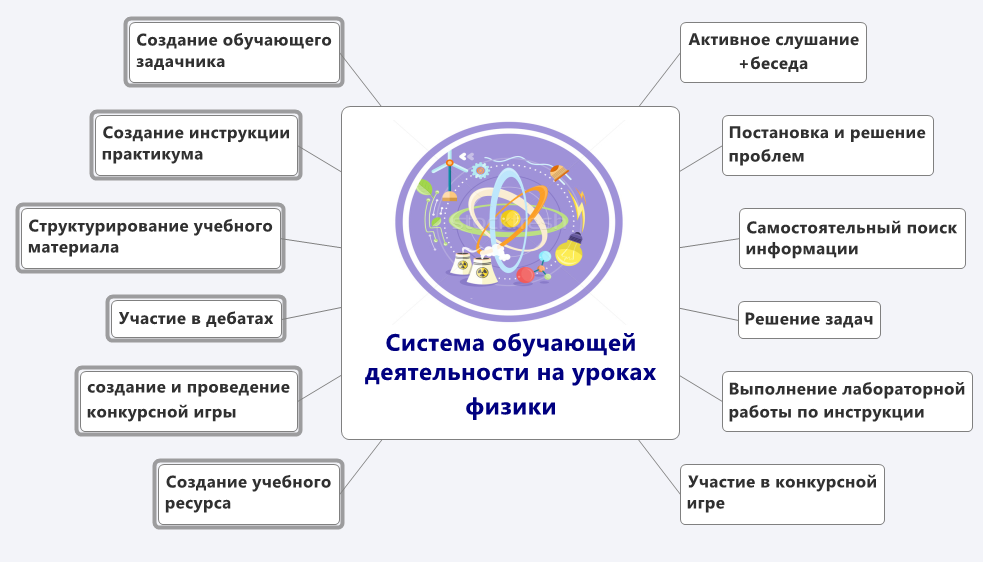 Создание обучающего
задачника
Создание инструкции
практикума
Структурирование учебного
материала
Участие в дебатах
создание и проведение
конкурсной игры
Создание учебного
ресурса
Система обучающей
деятельности на уроках
физики
Активное слушание
+беседа
Постановка и решение
проблем
Самостоятельный поиск
информации
Решение задач
Выполнение лабораторной
работы по инструкции
Участие в конкурсной
игре